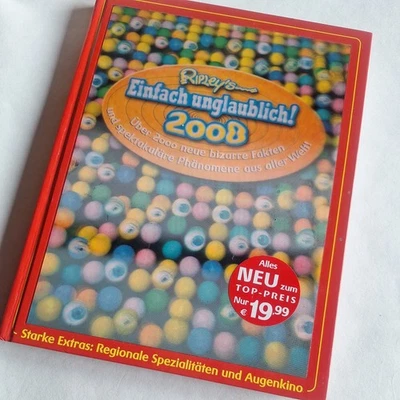 Ripley's
Einfach unglaublich!
2008
Über 2000 neue bizarre Fakten
und spektakuläre Phänomene aus aller Welt!
Alles
NEU zum
TOP-PREIS
Nur 19.99
€
Starke Extras: Regionale Spezialitäten und Augenkino